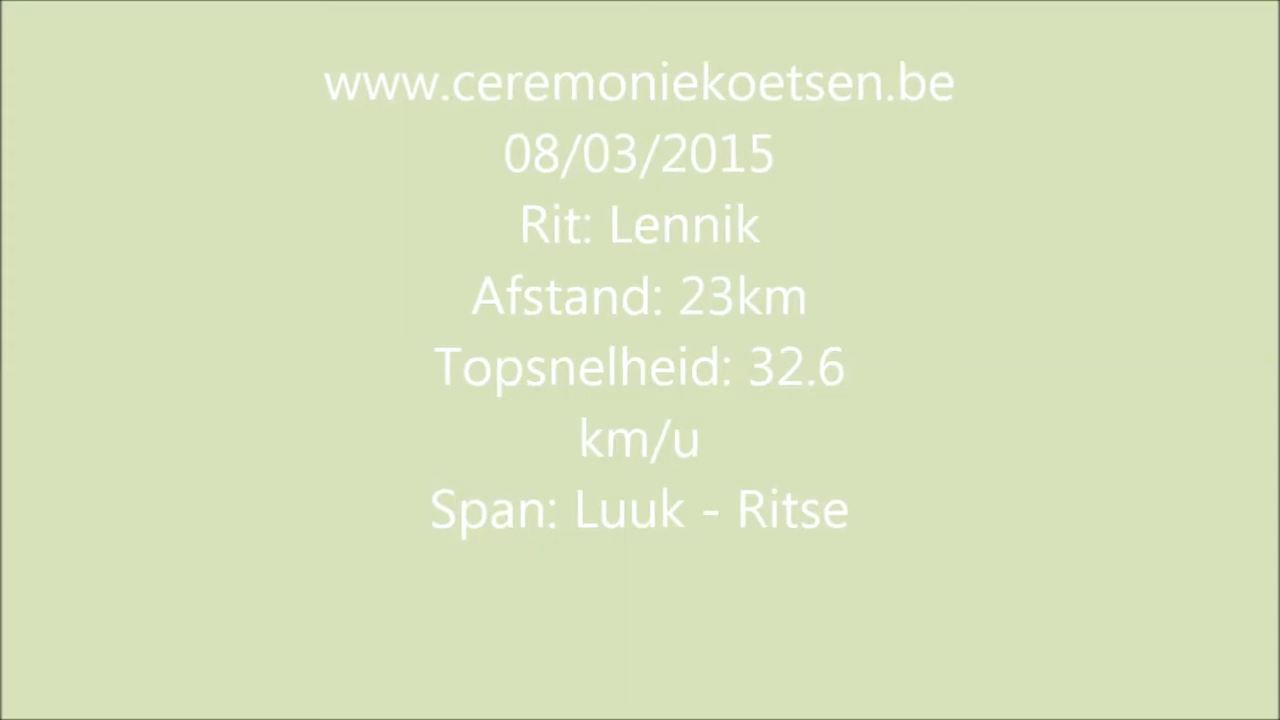 www.ceremoniekoetsen.be
08/03/2015
Rit: Lennik
Afstand: 23km
Topsnelheid: 32.6
km/u
Span: Luuk - Ritse